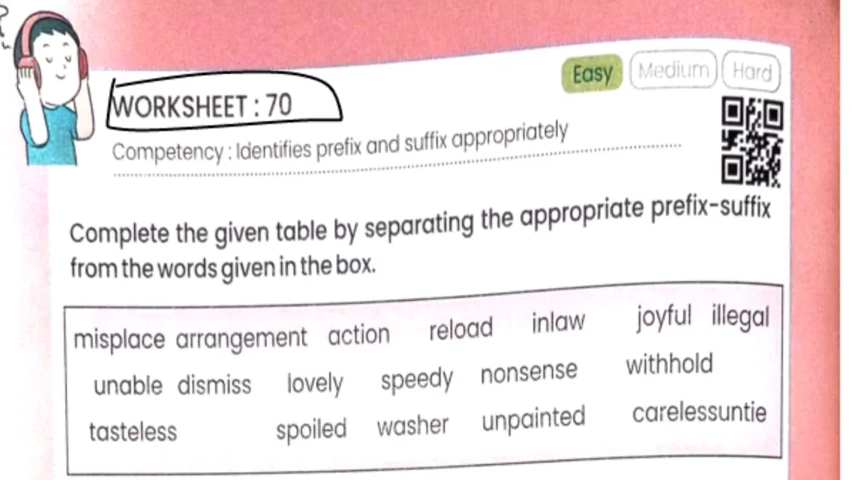 Easy Medium Hard
WORKSHEET : 70
Competency : Identifies prefix and suffix appropriately
Complete the given table by separating the appropriate prefix-suffix
from the words given in the box.
misplace arrangement action reload inlaw joyful illegal
unable dismiss lovely speedy nonsense withhold
tasteless spoiled washer unpainted carelessuntie